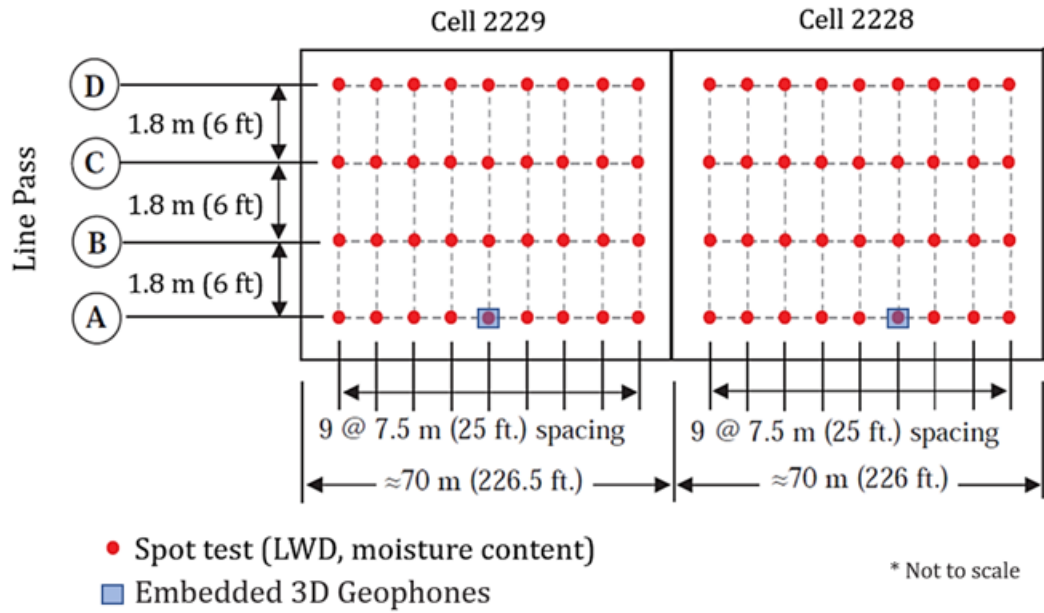 Cell 2229
Cell 2228
Line Pass
D
1.8 m (6 ft)
C
1.8 m (6 ft)
B
1.8 m (6 ft)
A
9 @ 7.5 m (25 ft.) spacing
9 @ 7.5 m (25 ft.) spacing
≈70 m (226.5 ft.)
≈70 m (226 ft.)
Spot test (LWD, moisture content)
Embedded 3D Geophones
* Not to scale